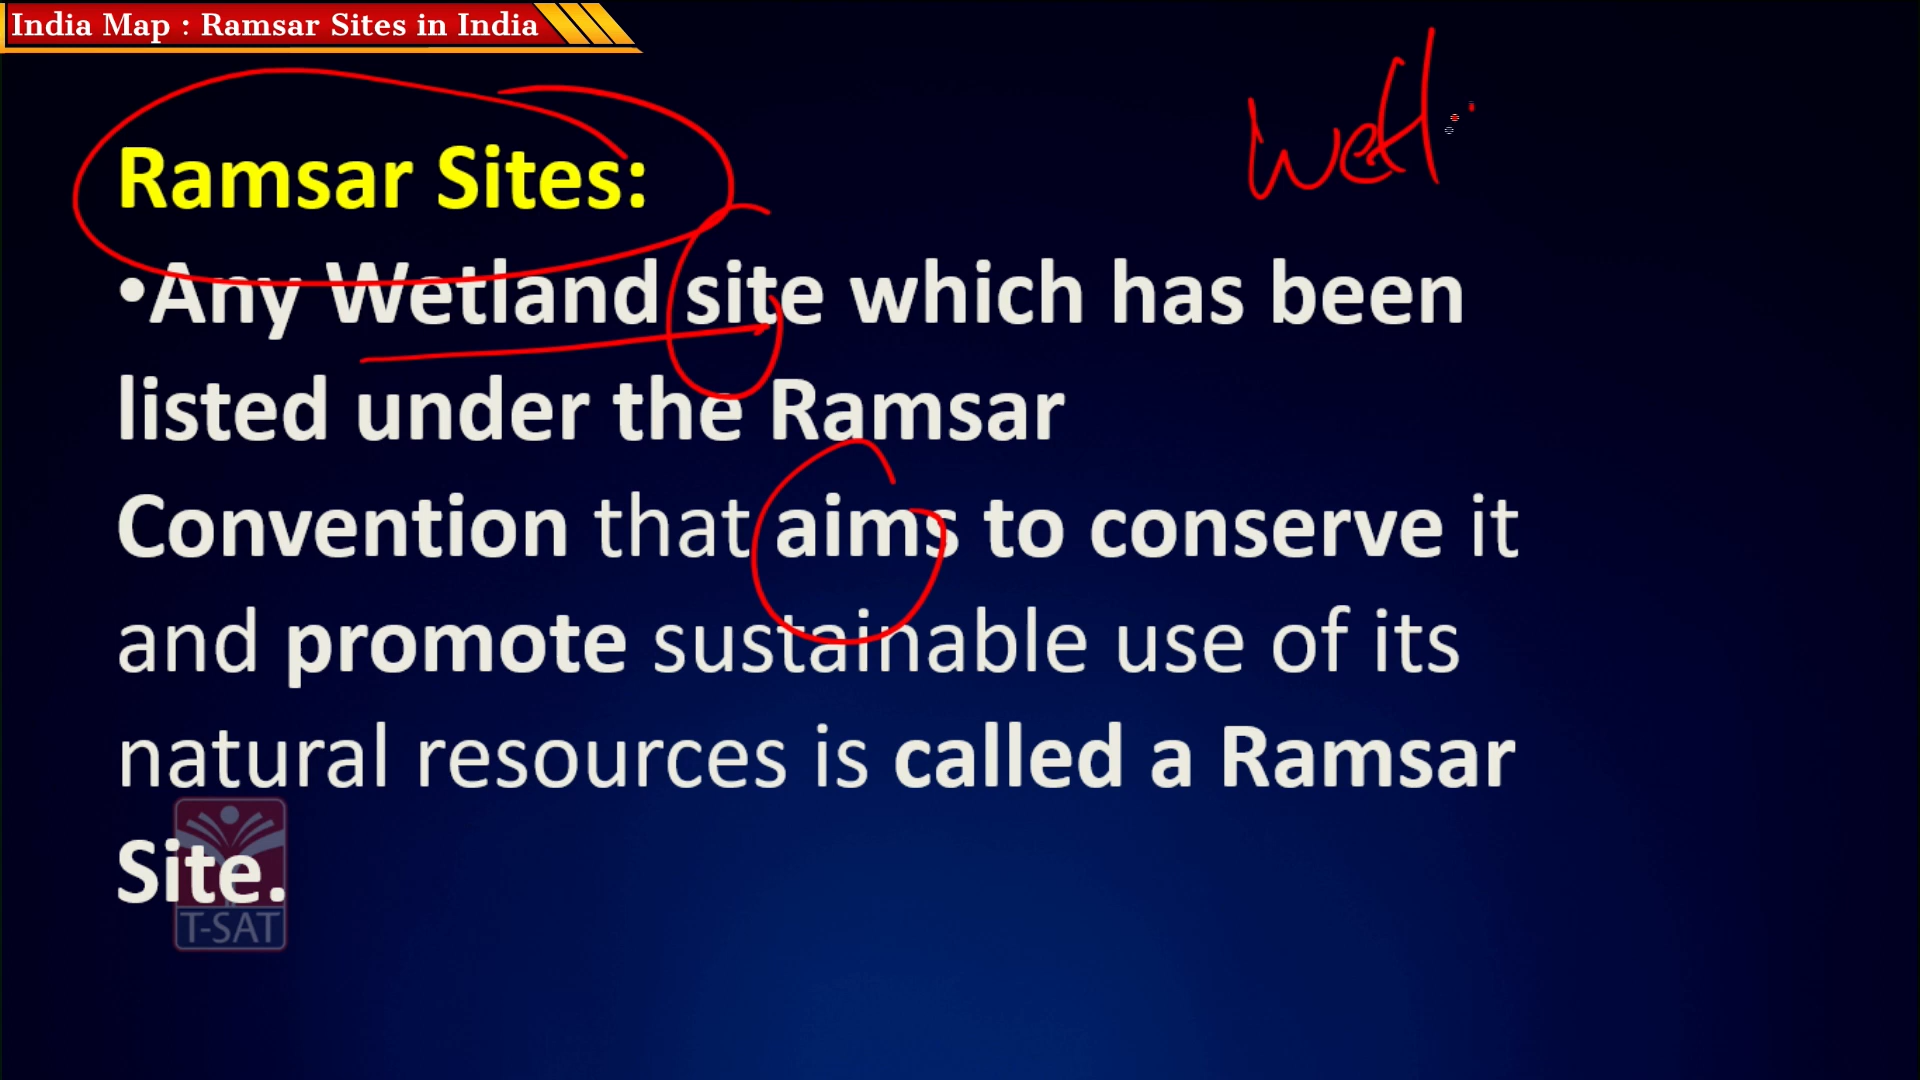 India Map : Ramsar Sites in India
wetl
Ramsar Sites:
•Any Wetland site which has been
listed under the Ramsar
Convention that aims to conserve it
and promote sustainable use of its
natural resources is called a Ramsar
Site.
T-SAT